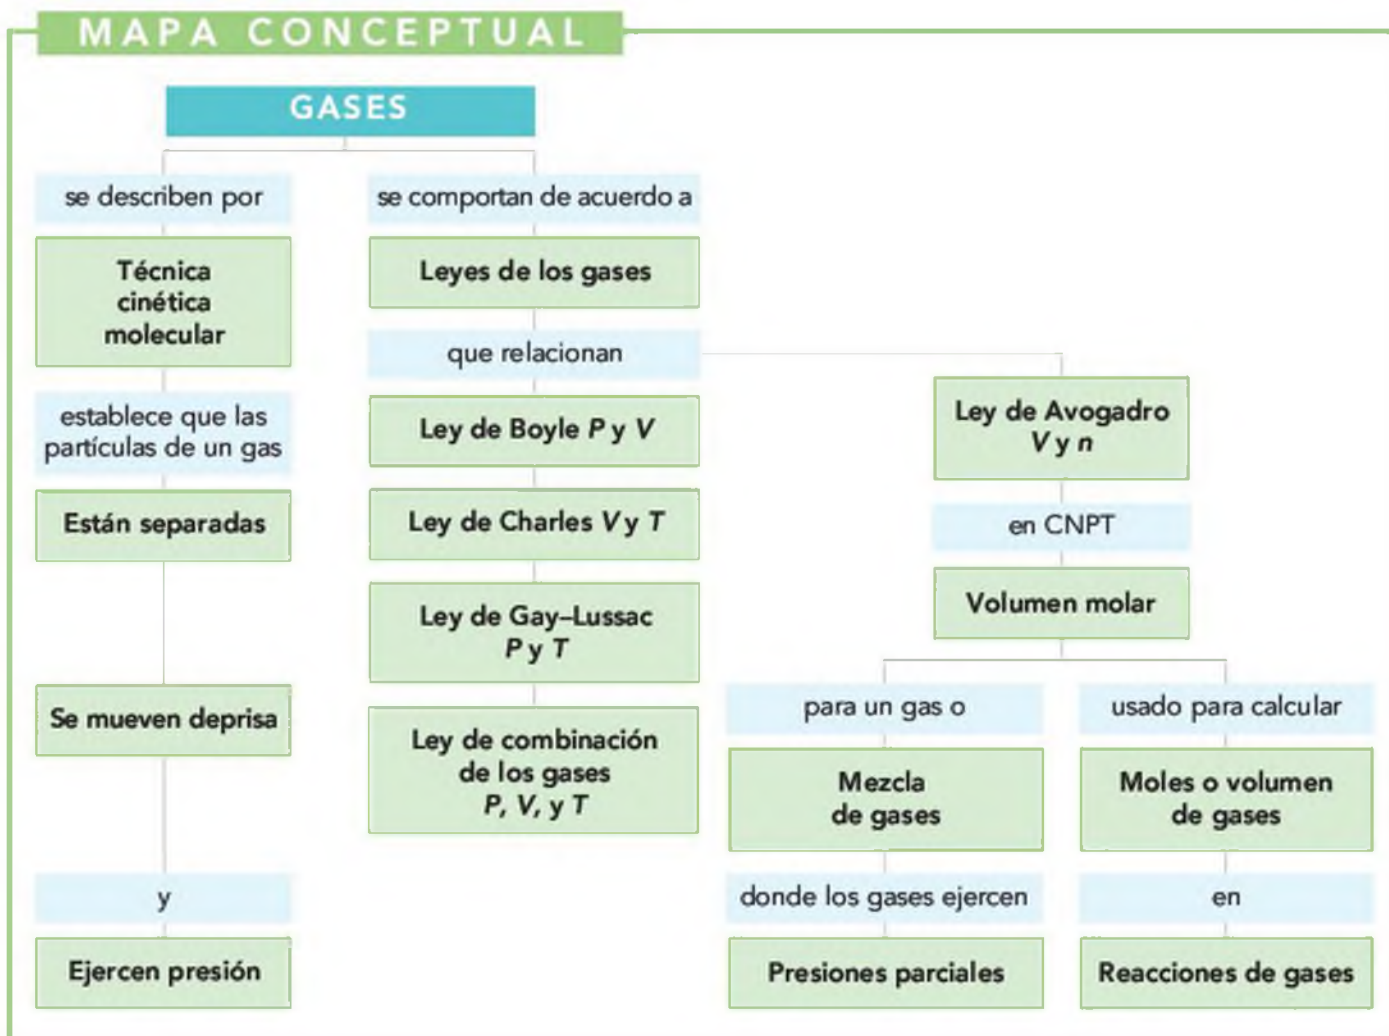 MAPA CONCEPTUAL
GASES
se describen por
Técnica
cinética
molecular
establece que las
partículas de un gas
Están separadas
Se mueven deprisa
y
Ejercen presión
se comportan de acuerdo a
Leyes de los gases
que relacionan
Ley de Boyle P y V
Ley de Charles V y T
Ley de Gay–Lussac
P y T
Ley de combinación
de los gases
P, V, y T
Ley de Avogadro
V y n
en CNPT
Volumen molar
para un gas o
Mezcla
de gases
donde los gases ejercen
Presiones parciales
usado para calcular
Moles o volumen
de gases
en
Reacciones de gases